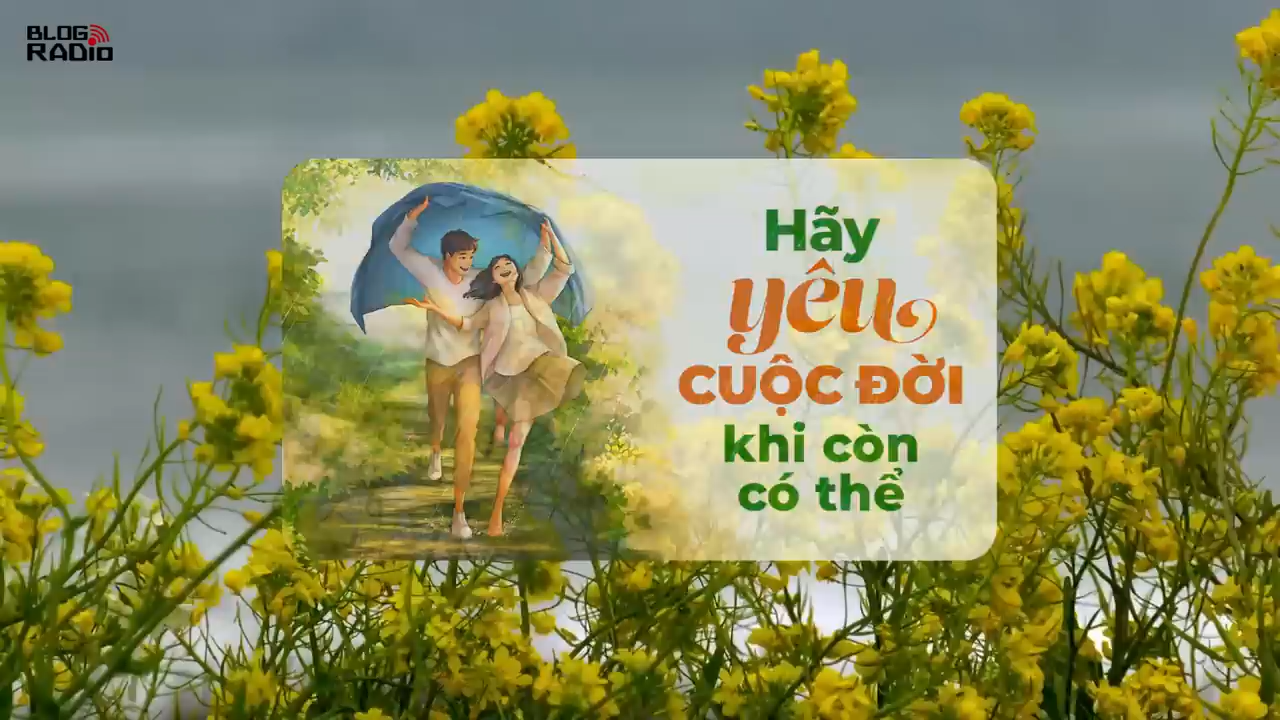 BLOG
RADIO
Hãy
yêu
CUỘC ĐỜI
khi còn
có thể